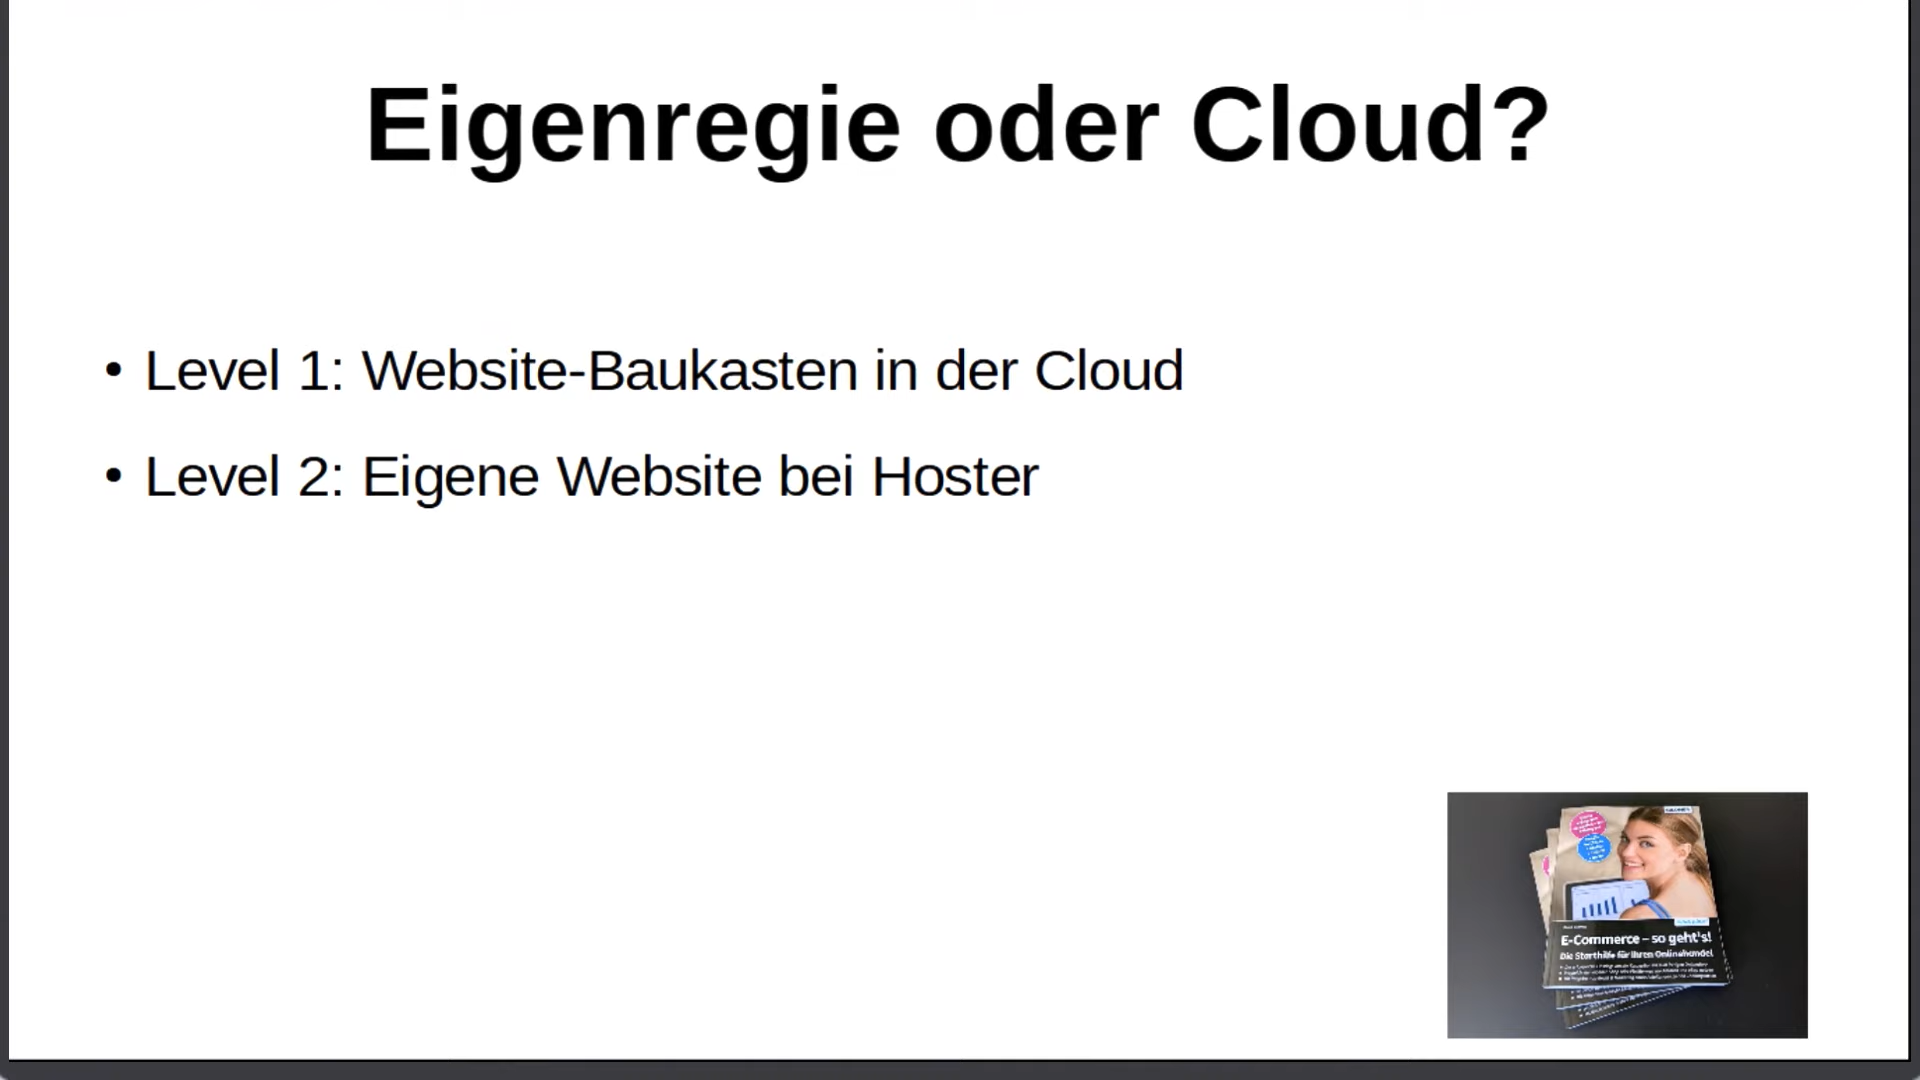 Eigenregie oder Cloud?
• Level 1: Website-Baukasten in der Cloud
• Level 2: Eigene Website bei Hoster
E-Commerce – so geht's!
Die Starthilfe für Ihren Onlinehandel